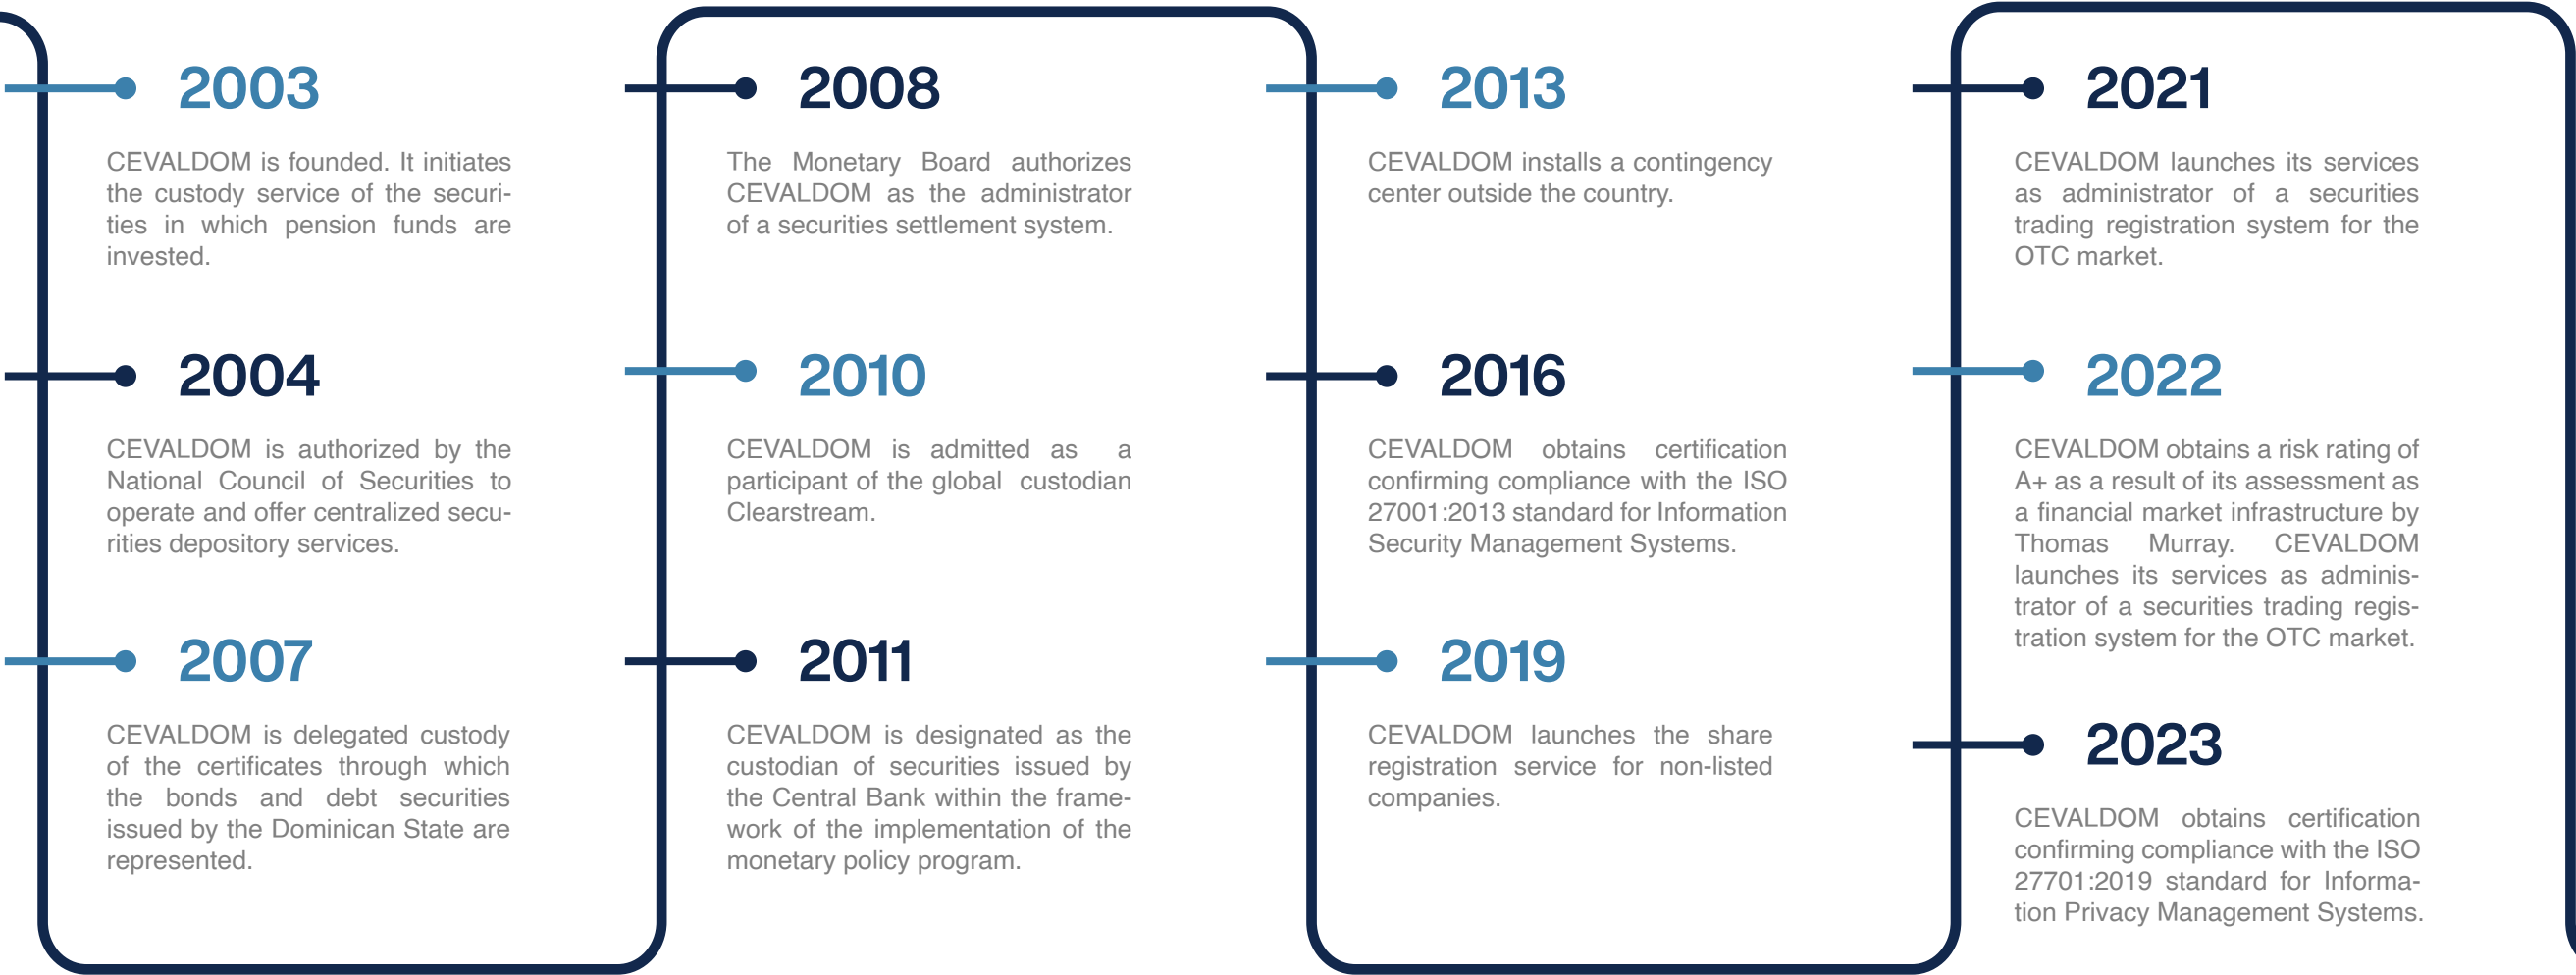 2003
CEVALDOM is founded. It initiates
the custody service of the securi-
ties in which pension funds are
invested.
2004
CEVALDOM is authorized by the
National Council of Securities to
operate and offer centralized secu-
rities depository services.
2007
CEVALDOM is delegated custody
of the certificates through which
the bonds and debt securities
issued by the Dominican State are
represented.
2008
The Monetary Board authorizes
CEVALDOM as the administrator
of a securities settlement system.
2010
CEVALDOM is admitted as a
participant of the global custodian
Clearstream.
2011
CEVALDOM is designated as the
custodian of securities issued by
the Central Bank within the frame-
work of the implementation of the
monetary policy program.
2013
CEVALDOM installs a contingency
center outside the country.
2016
CEVALDOM obtains certification
confirming compliance with the ISO
27001:2013 standard for Information
Security Management Systems.
2019
CEVALDOM launches the share
registration service for non-listed
companies.
2021
CEVALDOM launches its services
as administrator of a securities
trading registration system for the
OTC market.
2022
CEVALDOM obtains a risk rating of
A+ as a result of its assessment as
a financial market infrastructure by
Thomas Murray. CEVALDOM
launches its services as adminis-
trator of a securities trading regis-
tration system for the OTC market.
2023
CEVALDOM obtains certification
confirming compliance with the ISO
27701:2019 standard for Informa-
tion Privacy Management Systems.